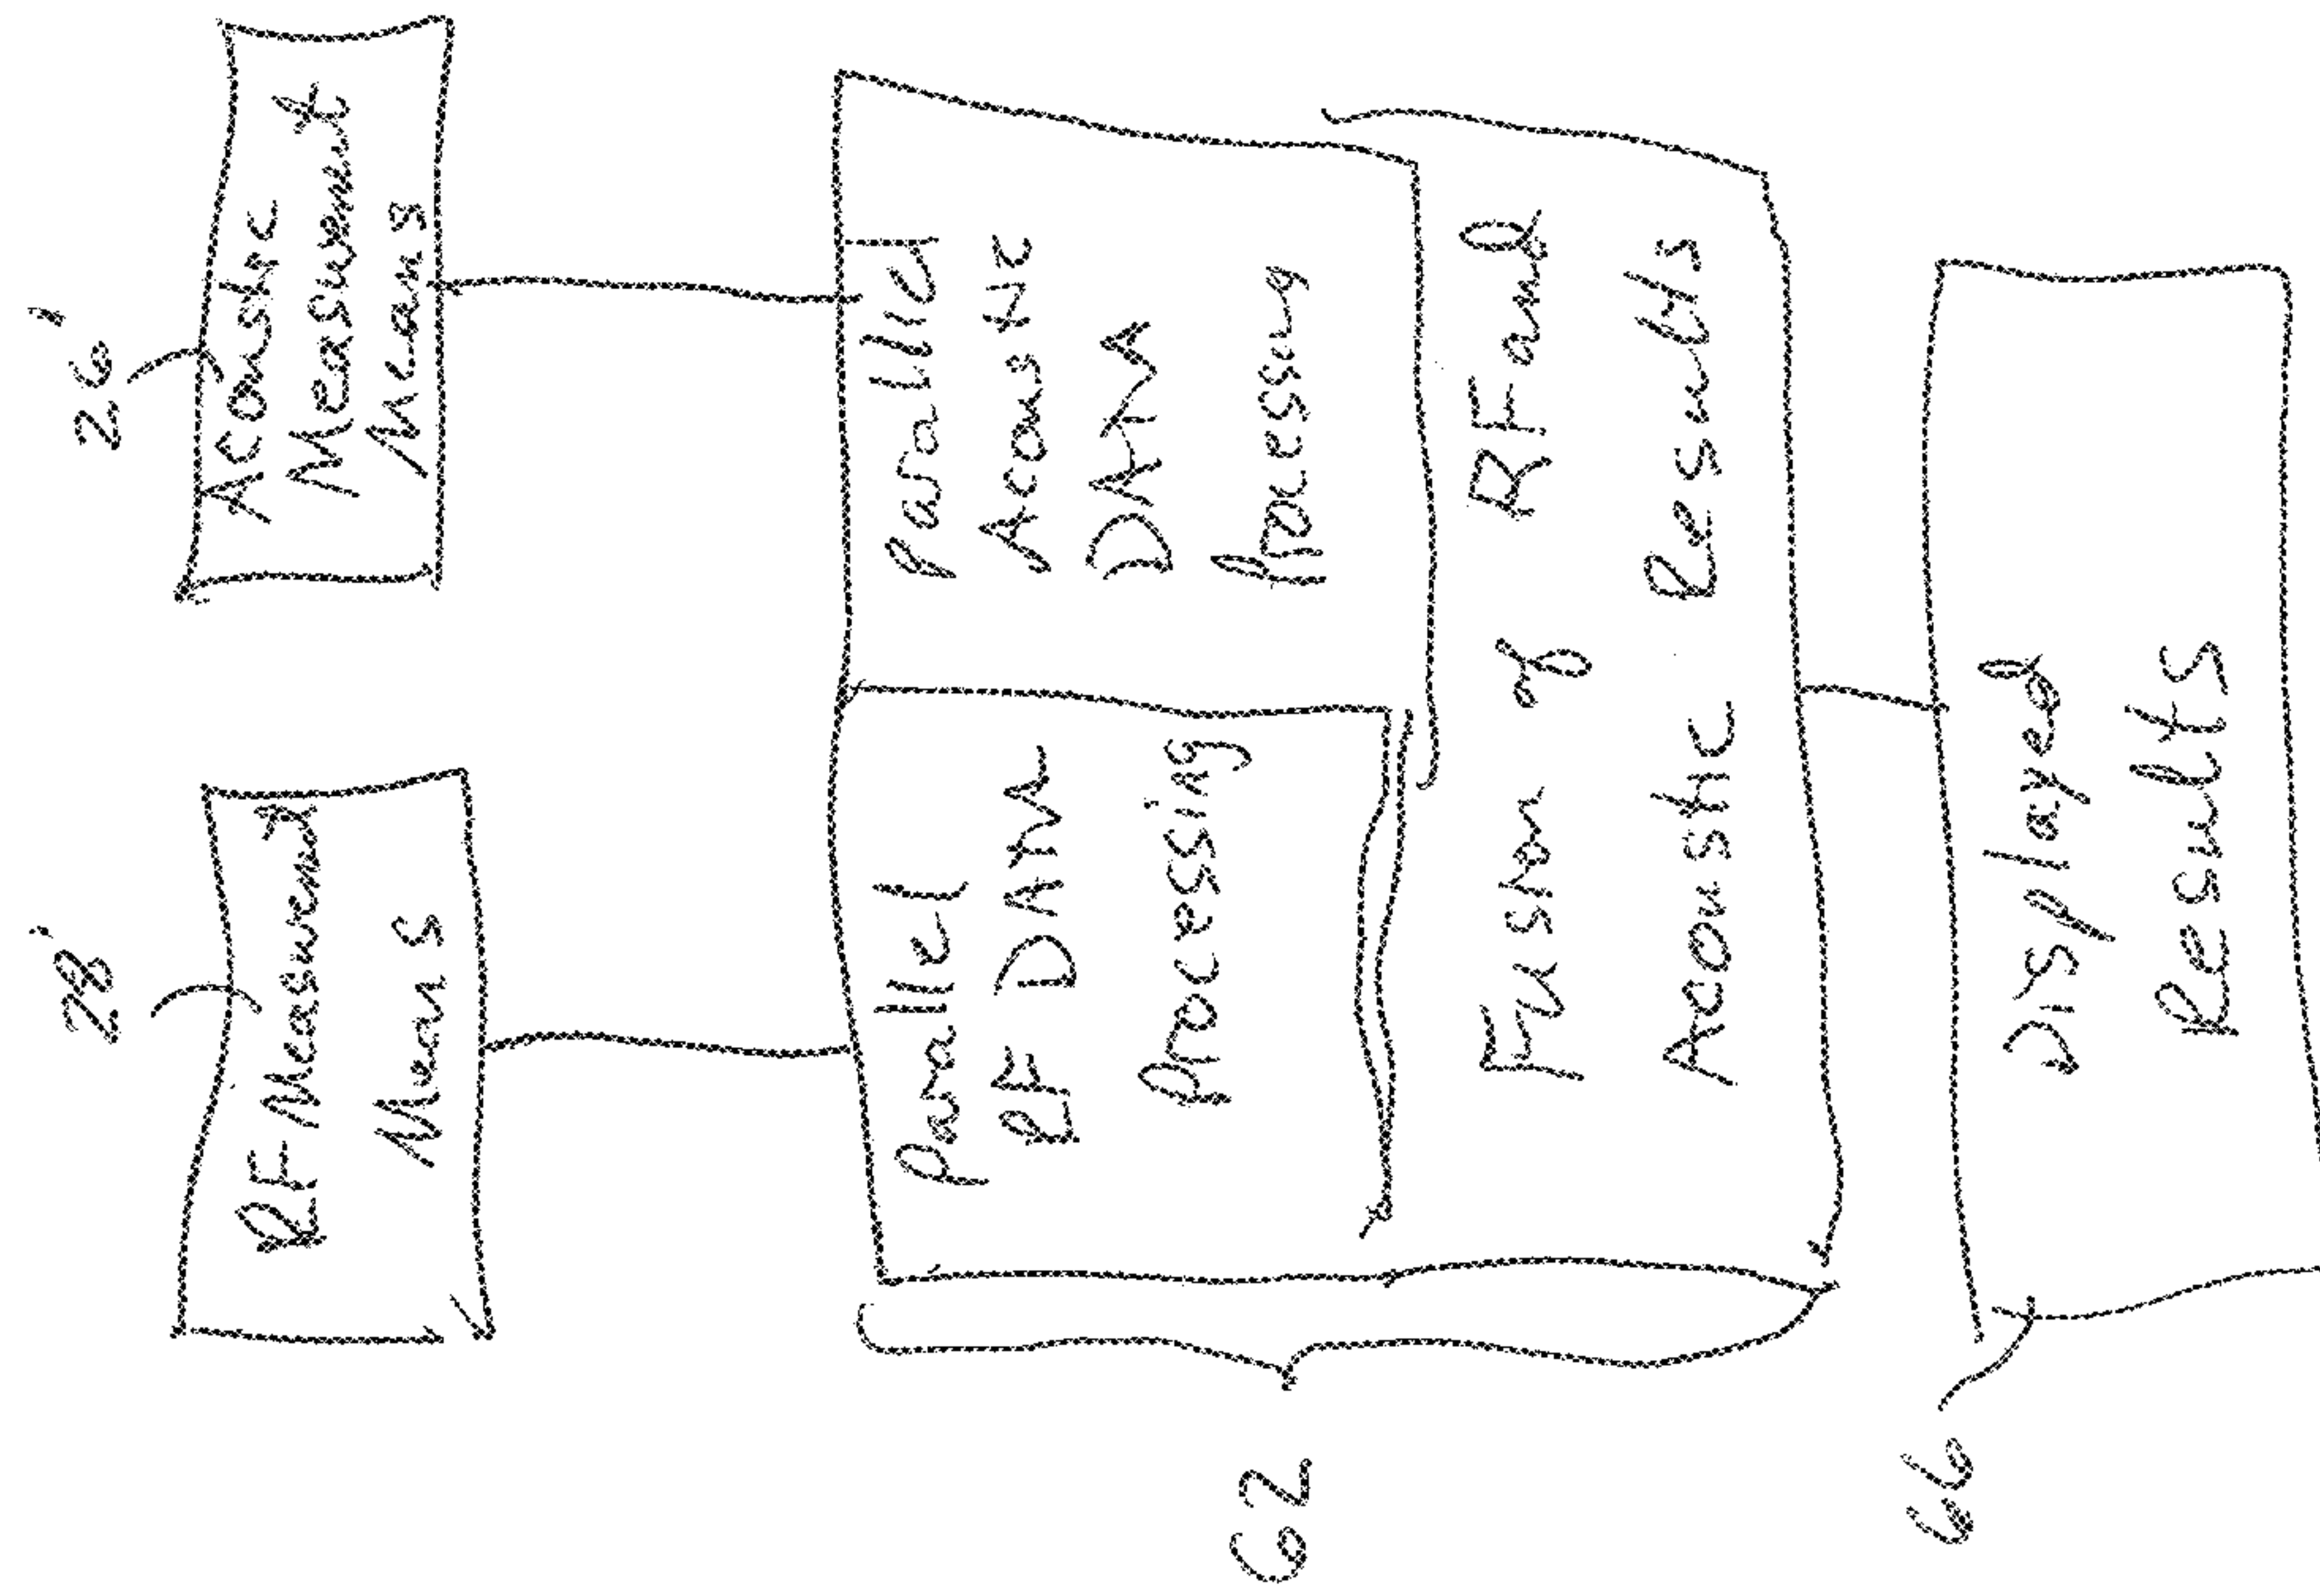 28'
RF Measurement
Means
26'
Acoustic
Measurement
Means
Parallel
RF DATA
Processing
Parallel
Acoustic
DATA
Processing
Fusion of RF and
Acoustic Results
62
Displayed
Results
66